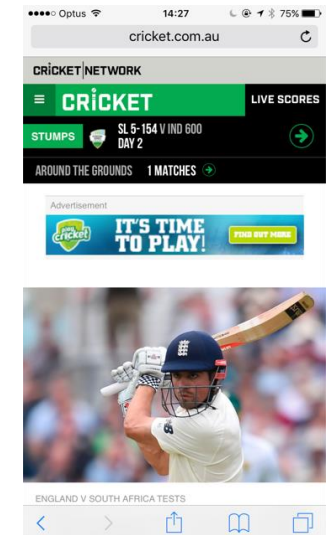 Optus 14:27 75%
cricket.com.au
CRICKET NETWORK
CRICKET LIVE SCORES
STUMPS SL 5-154 V IND 600
DAY 2
AROUND THE GROUNDS 1 MATCHES
Advertisement
cricket IT'S TIME
TO PLAY! FIND OUT MORE
ENGLAND V SOUTH AFRICA TESTS